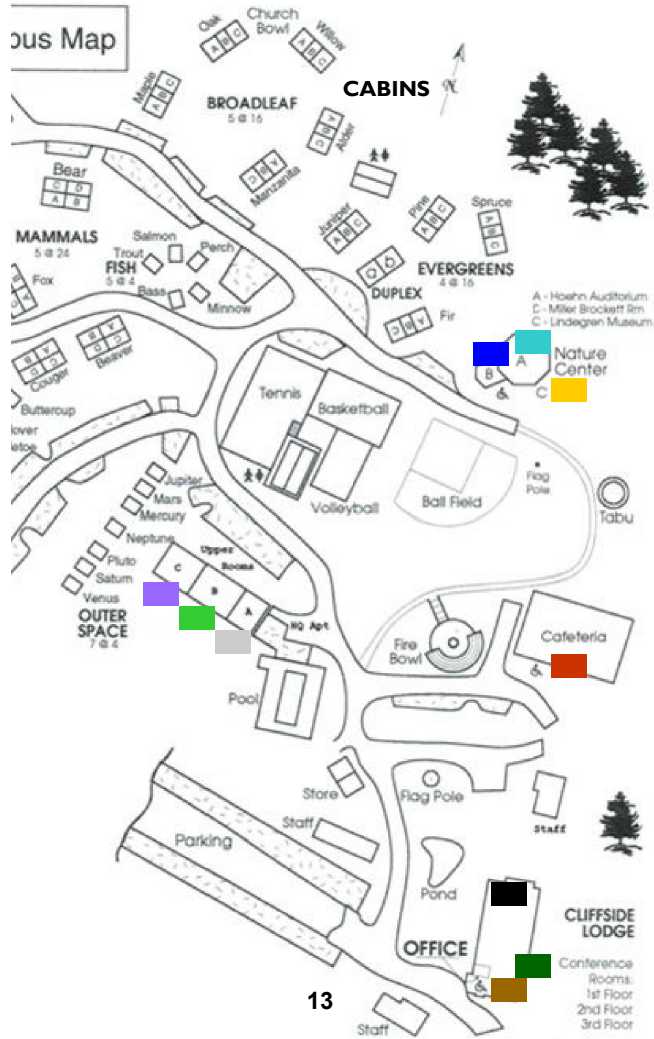 ous Map
Oak
A B C
Church
Bowl
Willow
A B C
CABINS
N
Maple
A B C
BROADLEAF
5 @ 16
A B C
Alder
C B A
Manzanita
Bear
C D
A B
MAMMALS
5 @ 24
Fox
Salmon
Trout
Perch
FISH
5 @ 4
Bass
Minnow
Juniper
A B C
Pine
A B C
Spruce
A B C
DUPLEX
EVERGREENS
4 @ 16
C B A
Fir
A - Hoehn Auditorium
B - Miller Brockett Rm
C - Lindegren Museum
A
B
C
Nature
Center
Couger
Beaver
Buttercup
lover
letoe
Tennis
Basketball
Volleyball
Ball Field
Flag
Pole
Tabu
Jupiter
Mars
Mercury
Neptune
Pluto
Saturn
Venus
OUTER
SPACE
7 @ 4
Upper
Rooms
C
B
A
HQ Apt
Fire
Bowl
Cafeteria
Pool
Store
Flag Pole
Staff
Staff
Parking
Pond
CLIFFSIDE
LODGE
OFFICE
Conference
Rooms:
1st Floor
2nd Floor
3rd Floor
13
Staff